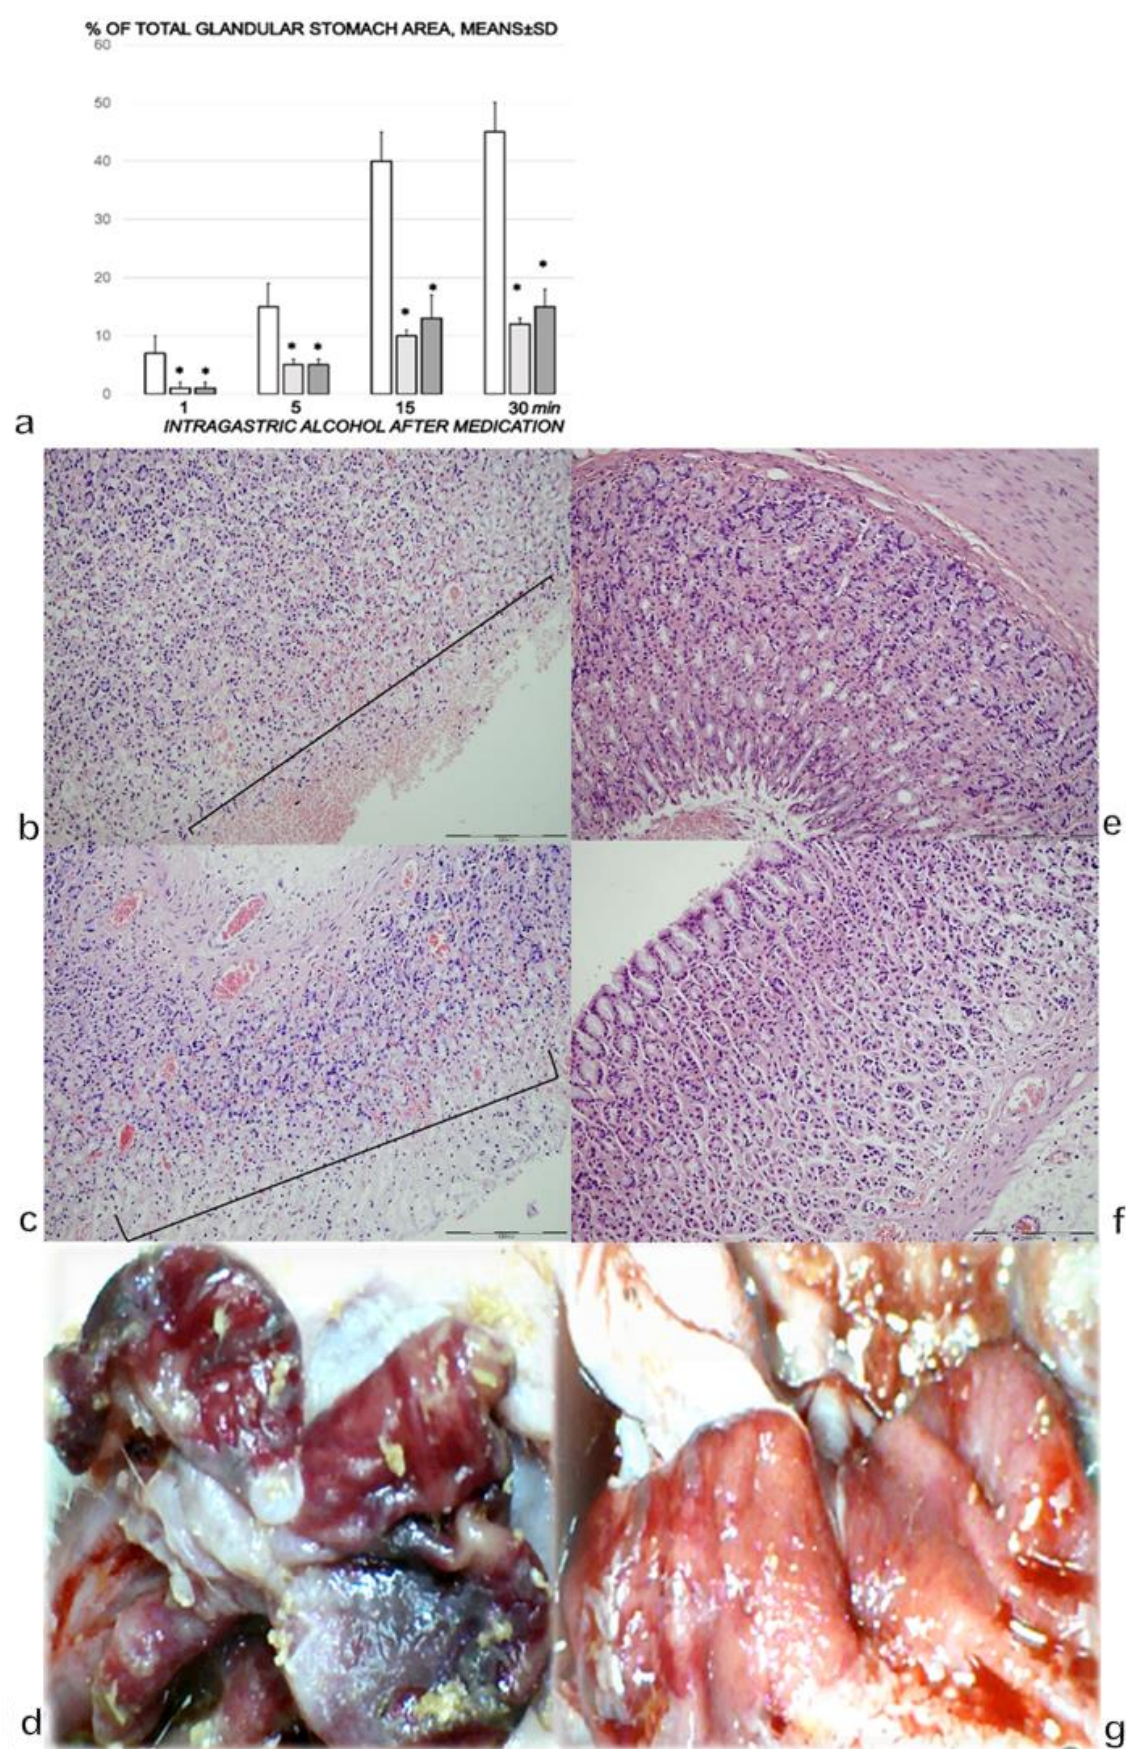 % OF TOTAL GLANDULAR STOMACH AREA, MEANS±SD
60
50
40
30
20
10
0
* * * * * * * *
1 5 15 30 min
INTRAGASTRIC ALCOHOL AFTER MEDICATION
a
b
e
c
f
d
g